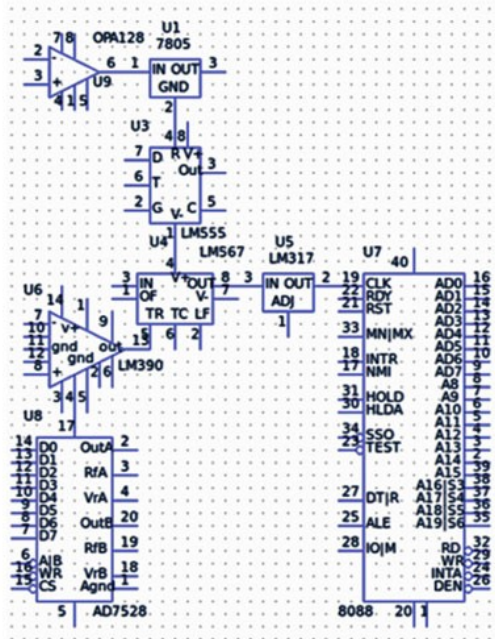 U1
7 8 OPA128 7805
2 - 6 1 IN OUT 3
3 + U9 GND
4 1 5 2
U3 4 8
7 D R V+
Out 3
6 T
2 G V- C 5
1 LM555
U4 LM567
4 U5
U6 V+ LM317 U7
3 IN OUT 8 3 IN OUT 2 19 CLK 40 AD0 16
1 OF V- 7 ADJ 22 RDY AD1 15
14 1 TR TC LF 1 21 RST AD2 14
7 - 9 5 6 2 AD3 13
10 V+ 13 33 MN|MX AD4 12
11 gnd out AD5 11
12 gnd 18 INTR AD6 10
8 + 2 6 LM390 17 NMI AD7 9
3 4 5 A8 8
31 HOLD A9 7
U8 30 HLDA A10 6
17 A11 5
14 D0 OutA 2 34 SSO A12 4
13 D1 23 TEST A13 3
12 D2 RfA 3 A14 2
11 D3 A15 39
10 D4 VrA 4 A16|S3 38
9 D5 27 DT|R A17|S4 37
8 D6 OutB 20 A18|S5 36
7 D7 25 ALE A19|S6 35
RfB 19
6 A|B 28 IO|M RD 32
16 WR VrB 18 WR 29
15 CS Agnd 1 INTA 24
DEN 26
5 AD7528 8088 20 1